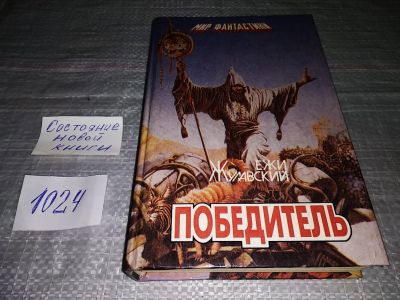 МИР ФАНТАСТИКИ
ЕЖИ
ЖУЛАВСКИЙ
ПОБЕДИТЕЛЬ
Состояние
новой
книги
1024